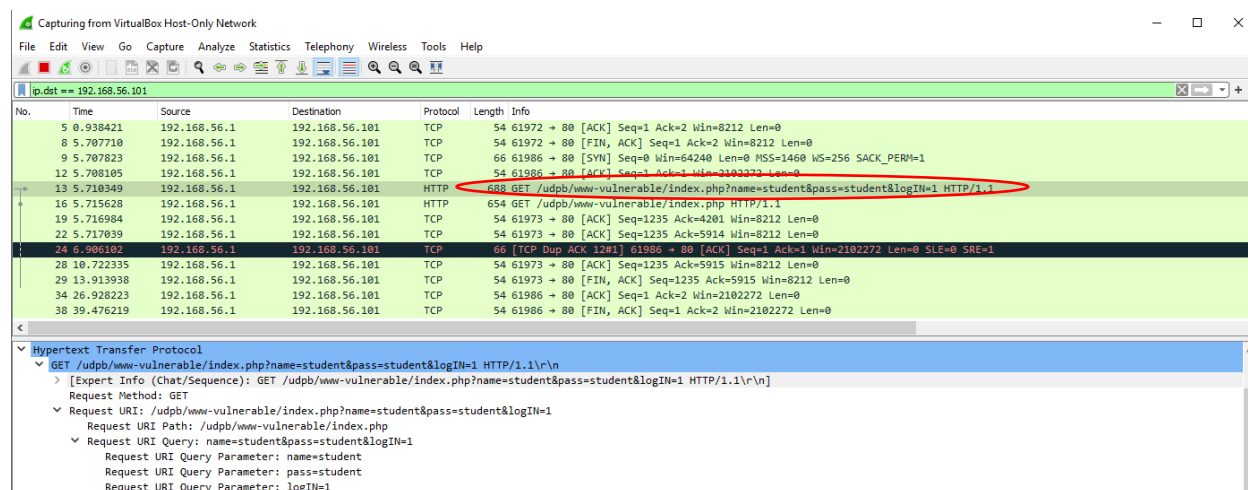 Capturing from VirtualBox Host-Only Network
File Edit View Go Capture Analyze Statistics Telephony Wireless Tools Help
ip.dst == 192.168.56.101
No. Time Source Destination Protocol Length Info
5 0.938421 192.168.56.1 192.168.56.101 TCP 54 61972 → 80 [ACK] Seq=1 Ack=2 Win=8212 Len=0
8 5.707710 192.168.56.1 192.168.56.101 TCP 54 61972 → 80 [FIN, ACK] Seq=1 Ack=2 Win=8212 Len=0
9 5.707823 192.168.56.1 192.168.56.101 TCP 66 61986 → 80 [SYN] Seq=0 Win=64240 Len=0 MSS=1460 WS=256 SACK_PERM=1
12 5.708105 192.168.56.1 192.168.56.101 TCP 54 61986 → 80 [ACK] Seq=1 Ack=1 Win=2102272 Len=0
13 5.710349 192.168.56.1 192.168.56.101 HTTP 688 GET /udpb/www-vulnerable/index.php?name=student&pass=student&logIN=1 HTTP/1.1
16 5.715628 192.168.56.1 192.168.56.101 HTTP 654 GET /udpb/www-vulnerable/index.php HTTP/1.1
19 5.716984 192.168.56.1 192.168.56.101 TCP 54 61973 → 80 [ACK] Seq=1235 Ack=4201 Win=8212 Len=0
22 5.717039 192.168.56.1 192.168.56.101 TCP 54 61973 → 80 [ACK] Seq=1235 Ack=5914 Win=8212 Len=0
24 6.906102 192.168.56.1 192.168.56.101 TCP 66 [TCP Dup ACK 12#1] 61986 → 80 [ACK] Seq=1 Ack=1 Win=2102272 Len=0 SLE=0 SRE=1
28 10.722335 192.168.56.1 192.168.56.101 TCP 54 61973 → 80 [ACK] Seq=1235 Ack=5915 Win=8212 Len=0
29 13.913938 192.168.56.1 192.168.56.101 TCP 54 61973 → 80 [FIN, ACK] Seq=1235 Ack=5915 Win=8212 Len=0
34 26.928223 192.168.56.1 192.168.56.101 TCP 54 61986 → 80 [ACK] Seq=1 Ack=2 Win=2102272 Len=0
38 39.476219 192.168.56.1 192.168.56.101 TCP 54 61986 → 80 [FIN, ACK] Seq=1 Ack=2 Win=2102272 Len=0
Hypertext Transfer Protocol
GET /udpb/www-vulnerable/index.php?name=student&pass=student&logIN=1 HTTP/1.1\r\n
[Expert Info (Chat/Sequence): GET /udpb/www-vulnerable/index.php?name=student&pass=student&logIN=1 HTTP/1.1\r\n]
Request Method: GET
Request URI: /udpb/www-vulnerable/index.php?name=student&pass=student&logIN=1
Request URI Path: /udpb/www-vulnerable/index.php
Request URI Query: name=student&pass=student&logIN=1
Request URI Query Parameter: name=student
Request URI Query Parameter: pass=student
Request URI Query Parameter: logIN=1